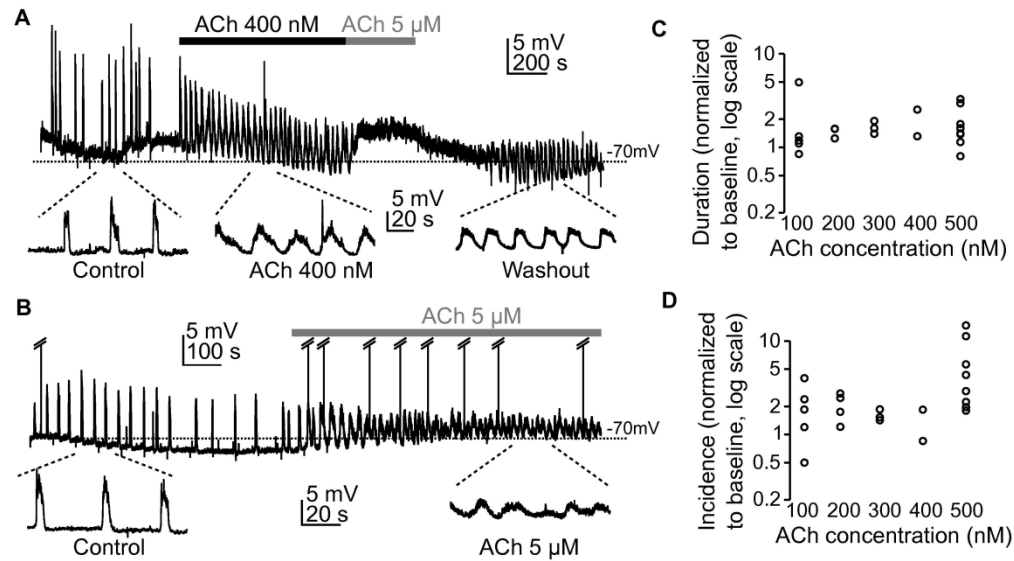 A
ACh 400 nM
ACh 5 µM
5 mV
200 s
-70mV
5 mV
20 s
Control
ACh 400 nM
Washout
B
5 mV
100 s
ACh 5 µM
-70mV
5 mV
20 s
Control
ACh 5 µM
C
Duration (normalized
to baseline, log scale)
10
5
2
1
0.5
0.2
100 200 300 400 500
ACh concentration (nM)
D
Incidence (normalized
to baseline, log scale)
10
5
2
1
0.5
0.2
100 200 300 400 500
ACh concentration (nM)